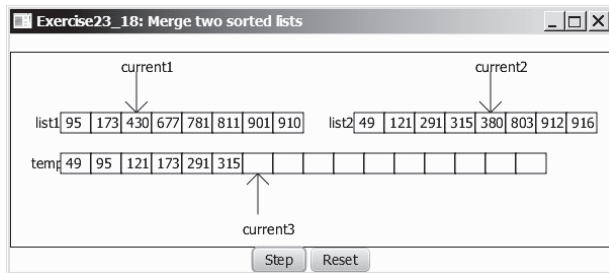 Exercise23_18: Merge two sorted lists
current1 current2
list1 95 173 430 677 781 811 901 910 list2 49 121 291 315 380 803 912 916
temp 49 95 121 173 291 315
current3
Step Reset